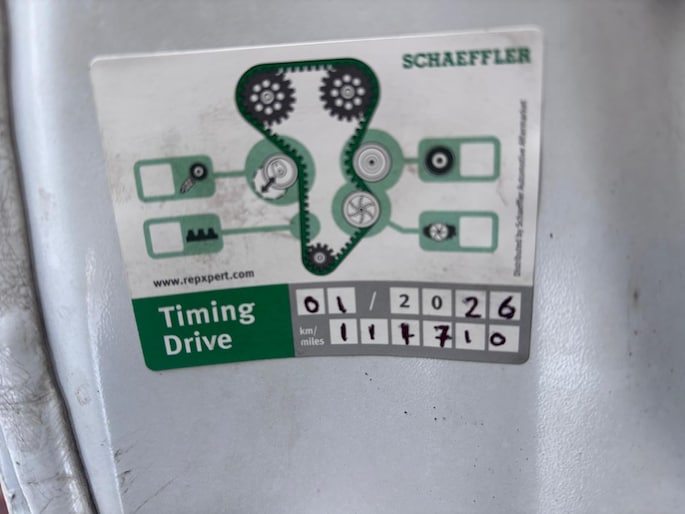 SCHAEFFLER
Distributed by Schaeffler Automotive Aftermarket
www.repxpert.com
Timing
Drive
01 / 2026
km/
miles
117710